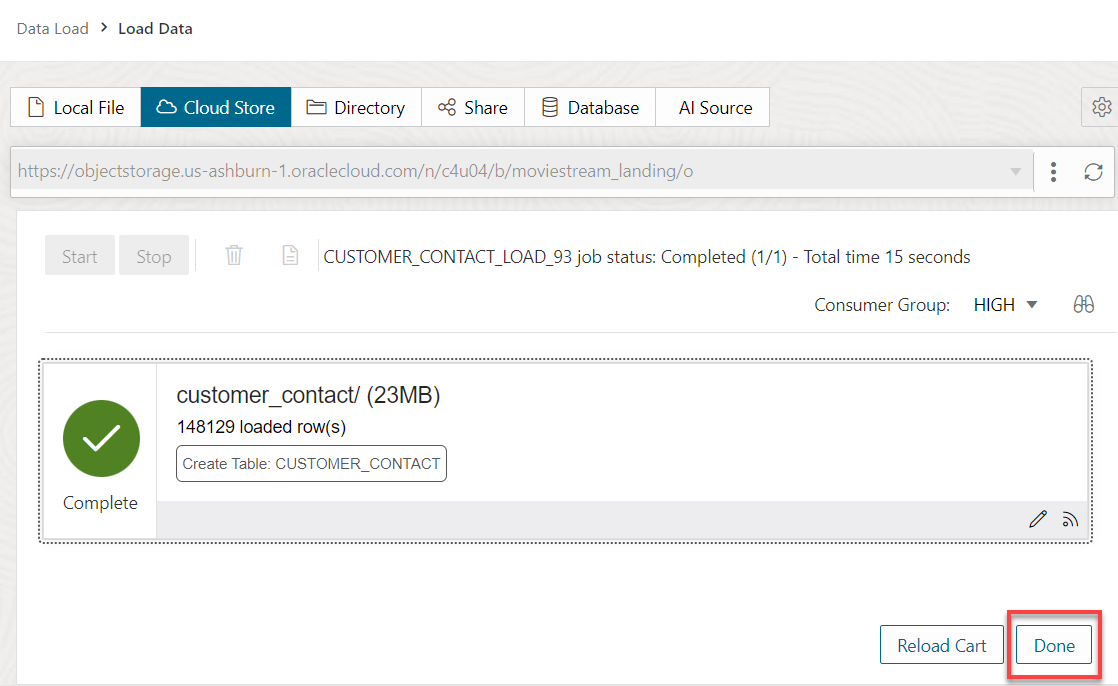 Data Load > Load Data
Local File Cloud Store Directory Share Database AI Source
https://objectstorage.us-ashburn-1.oraclecloud.com/n/c4u04/b/moviestream_landing/o
Start Stop CUSTOMER_CONTACT_LOAD_93 job status: Completed (1/1) - Total time 15 seconds
Consumer Group: HIGH
customer_contact/ (23MB)
148129 loaded row(s)
Create Table: CUSTOMER_CONTACT
Complete
Reload Cart Done